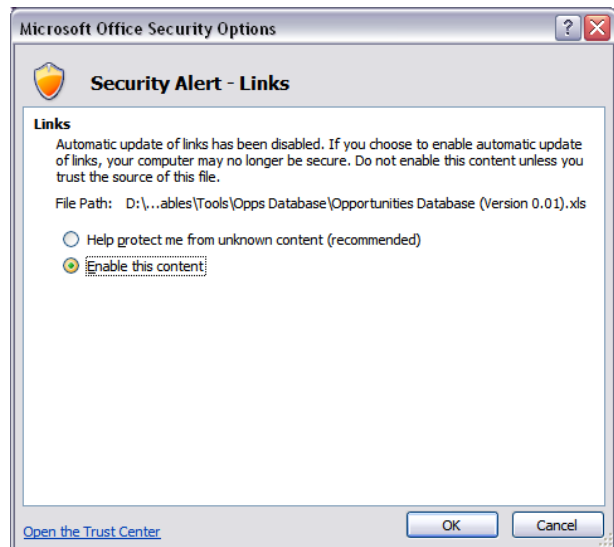 Microsoft Office Security Options
Security Alert - Links
Links
Automatic update of links has been disabled. If you choose to enable automatic update
of links, your computer may no longer be secure. Do not enable this content unless you
trust the source of this file.
File Path: D:\...ables\Tools\Opps Database\Opportunities Database (Version 0.01).xls
Help protect me from unknown content (recommended)
Enable this content
Open the Trust Center
OK
Cancel